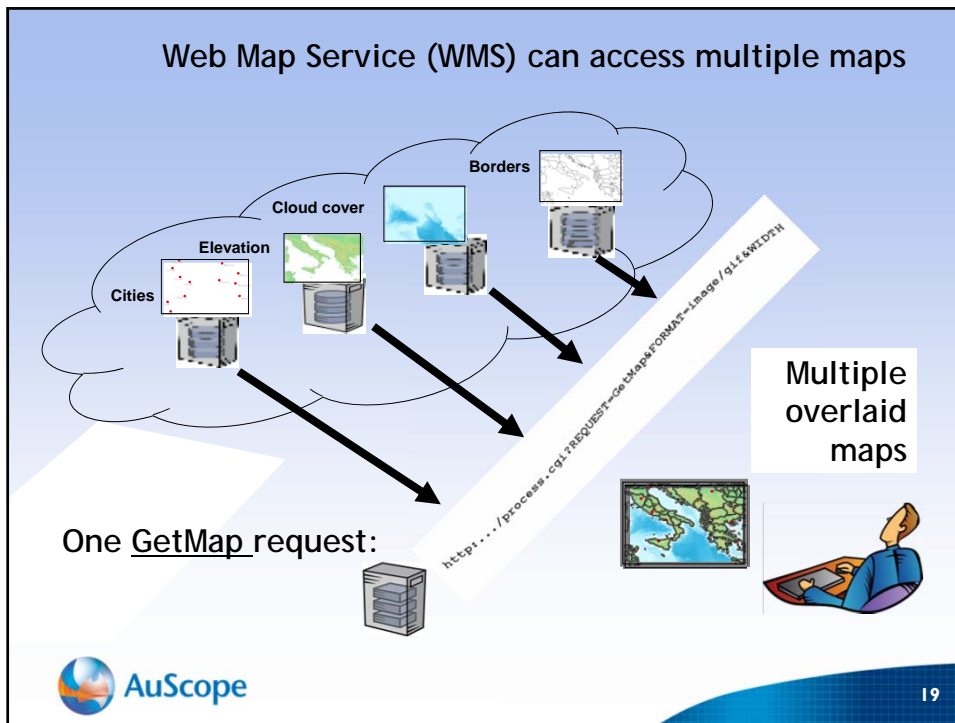 Web Map Service (WMS) can access multiple maps
Borders
Cloud cover
Elevation
Cities
http:.../process.cgi?REQUEST=GetMap&FORMAT=image/gif&WIDTH
Multiple
overlaid
maps
One GetMap request:
AuScope
19